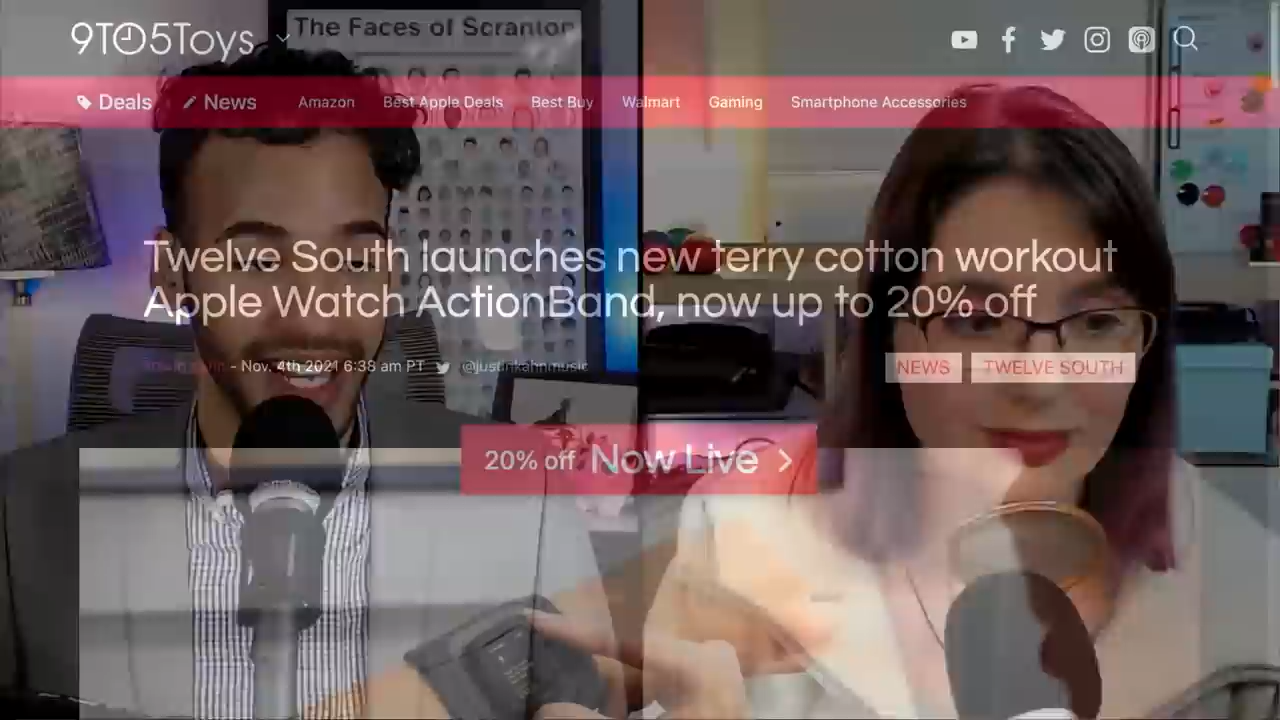 The Faces of Scranton
9TO5Toys
Deals News Amazon Best Apple Deals Best Buy Walmart Gaming Smartphone Accessories
Twelve South launches new terry cotton workout
Apple Watch ActionBand, now up to 20% off
- Nov. 4th 2021 6:38 am PT @justinkahnmusic
NEWS TWELVE SOUTH
20% off Now Live >